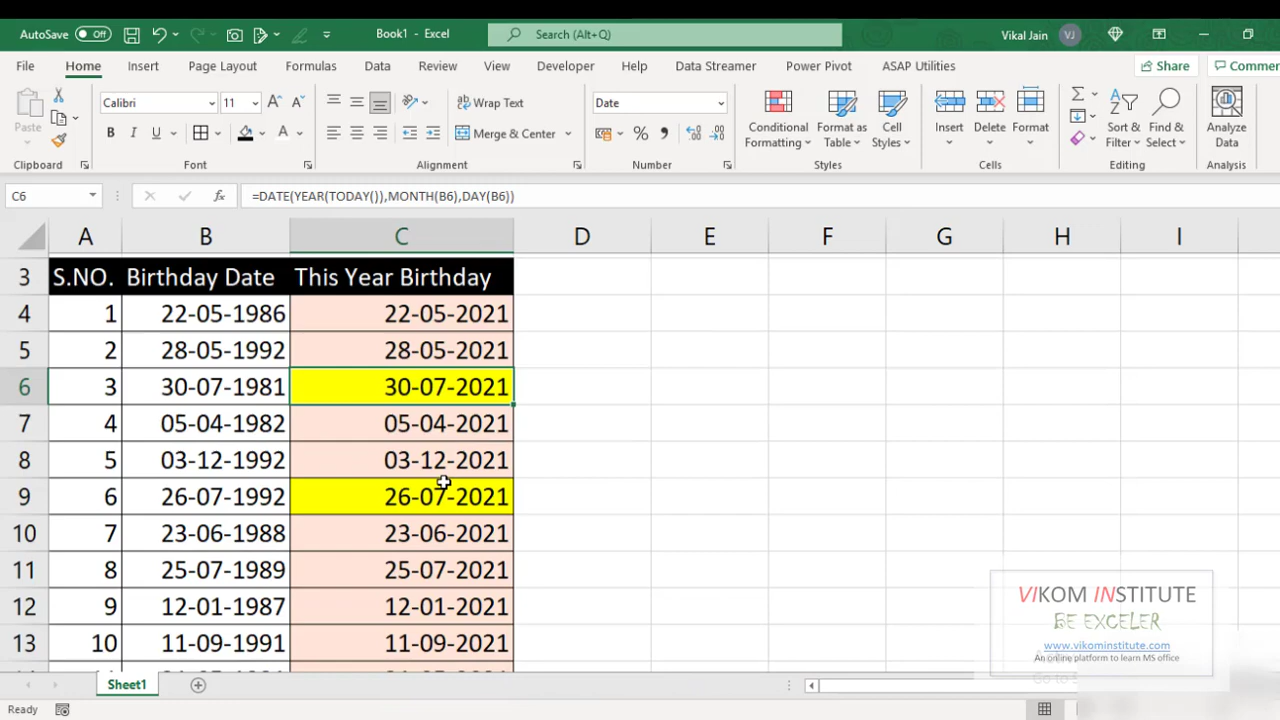 AutoSave Off Book1 - Excel Search (Alt+Q) Vikal Jain VJ
File Home Insert Page Layout Formulas Data Review View Developer Help Data Streamer Power Pivot ASAP Utilities Share Commen
Paste Calibri 11 Wrap Text Date Conditional Formatting Format as Table Cell Styles Insert Delete Format Sort & Filter Find & Select Analyze Data
B I U A Merge & Center % 
Clipboard Font Alignment Number Styles Cells Editing Analysis
C6 fx =DATE(YEAR(TODAY()),MONTH(B6),DAY(B6))
A B C D E F G H I
3 S.NO. Birthday Date This Year Birthday
4 1 22-05-1986 22-05-2021
5 2 28-05-1992 28-05-2021
6 3 30-07-1981 30-07-2021
7 4 05-04-1982 05-04-2021
8 5 03-12-1992 03-12-2021
9 6 26-07-1992 26-07-2021
10 7 23-06-1988 23-06-2021
11 8 25-07-1989 25-07-2021
12 9 12-01-1987 12-01-2021
13 10 11-09-1991 11-09-2021
VIKOM INSTITUTE
BE EXCELER
www.vikominstitute.com
An online platform to learn MS office
Sheet1
Ready